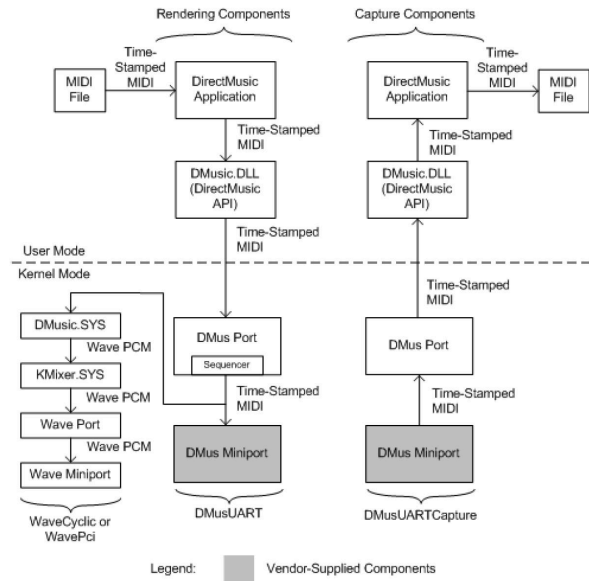 Rendering Components
Capture Components
Time-
Stamped
MIDI
MIDI
File
DirectMusic
Application
DirectMusic
Application
Time-
Stamped
MIDI
MIDI
File
Time-Stamped
MIDI
Time-Stamped
MIDI
DMusic.DLL
(DirectMusic
API)
DMusic.DLL
(DirectMusic
API)
Time-Stamped
MIDI
User Mode
Kernel Mode
Time-Stamped
MIDI
DMusic.SYS
Wave PCM
KMixer.SYS
Wave PCM
Wave Port
Wave PCM
Wave Miniport
WaveCyclic or
WavePci
DMus Port
Sequencer
Time-Stamped
MIDI
DMus Miniport
DMusUART
DMus Port
Time-Stamped
MIDI
DMus Miniport
DMusUARTCapture
Legend:
Vendor-Supplied Components